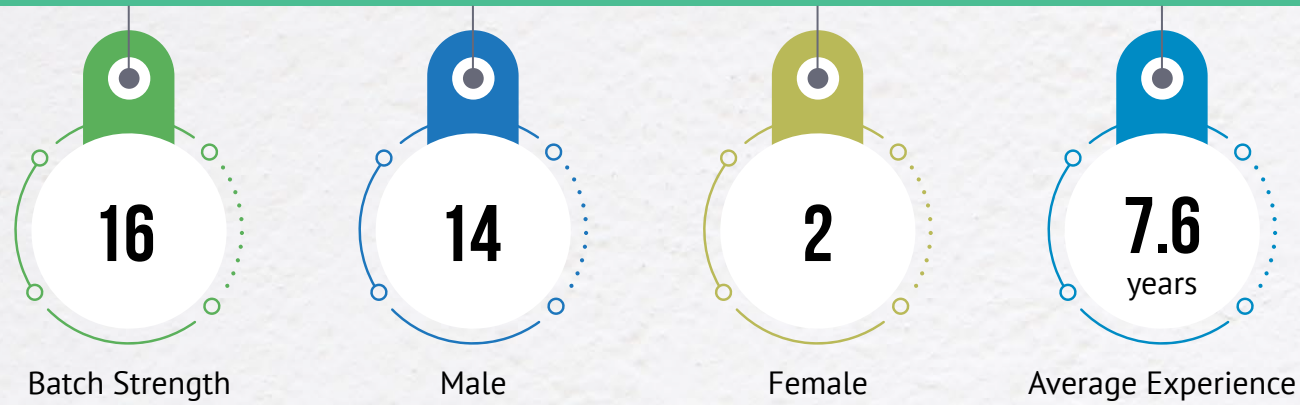 16
Batch Strength
14
Male
2
Female
7.6
years
Average Experience